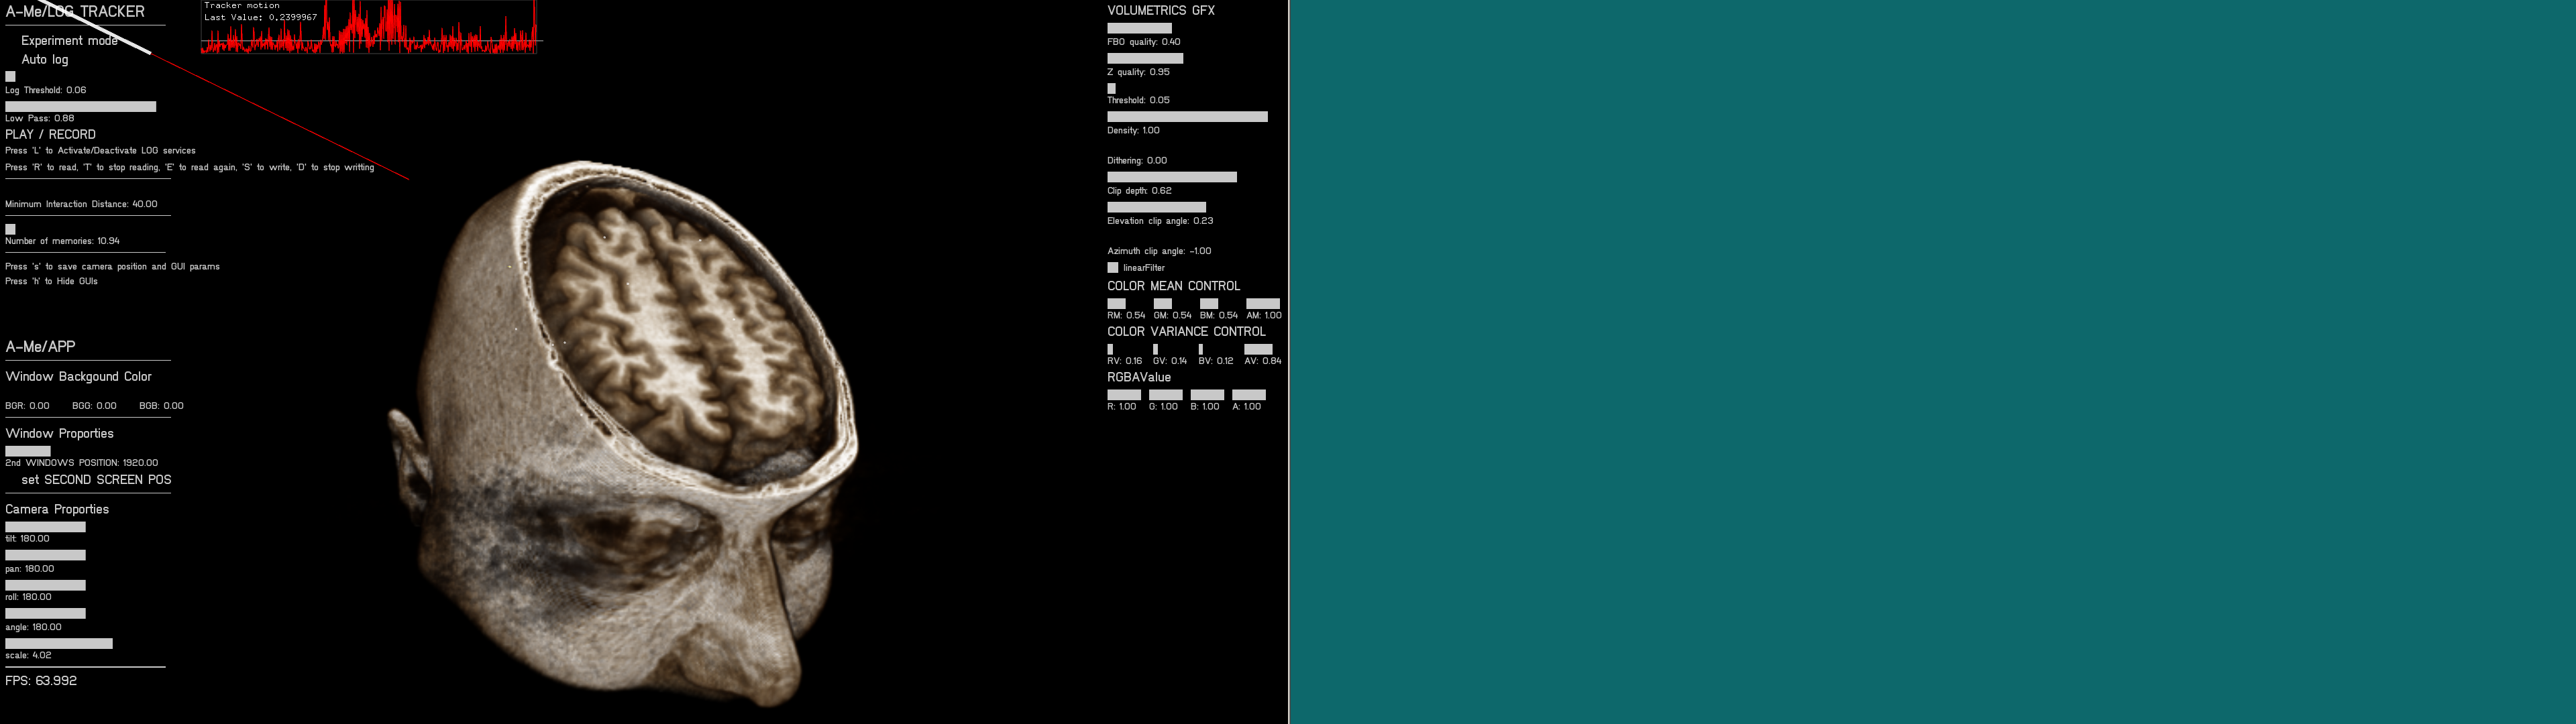 A-Me/LOG TRACKER
Experiment mode
Auto log
Log Threshold: 0.06
Low Pass: 0.88
PLAY / RECORD
Press 'L' to Activate/Deactivate LOG services
Press 'R' to read, 'T' to stop reading, 'E' to read again, 'S' to write, 'D' to stop writting
Minimum Interaction Distance: 40.00
Number of memories: 10.94
Press 's' to save camera position and GUI params
Press 'h' to Hide GUIs
A-Me/APP
Window Backgound Color
BGR: 0.00 BGG: 0.00 BGB: 0.00
Window Proporties
2nd WINDOWS POSITION: 1920.00
set SECOND SCREEN POS
Camera Proporties
tilt: 180.00
pan: 180.00
roll: 180.00
angle: 180.00
scale: 4.02
FPS: 63.992
Tracker motion
Last Value: 0.2399967
VOLUMETRICS GFX
FBO quality: 0.40
Z quality: 0.95
Threshold: 0.05
Density: 1.00
Dithering: 0.00
Clip depth: 0.62
Elevation clip angle: 0.23
Azimuth clip angle: -1.00
linearFilter
COLOR MEAN CONTROL
RM: 0.54 GM: 0.54 BM: 0.54 AM: 1.00
COLOR VARIANCE CONTROL
RV: 0.16 GV: 0.14 BV: 0.12 AV: 0.84
RGBAValue
R: 1.00 G: 1.00 B: 1.00 A: 1.00